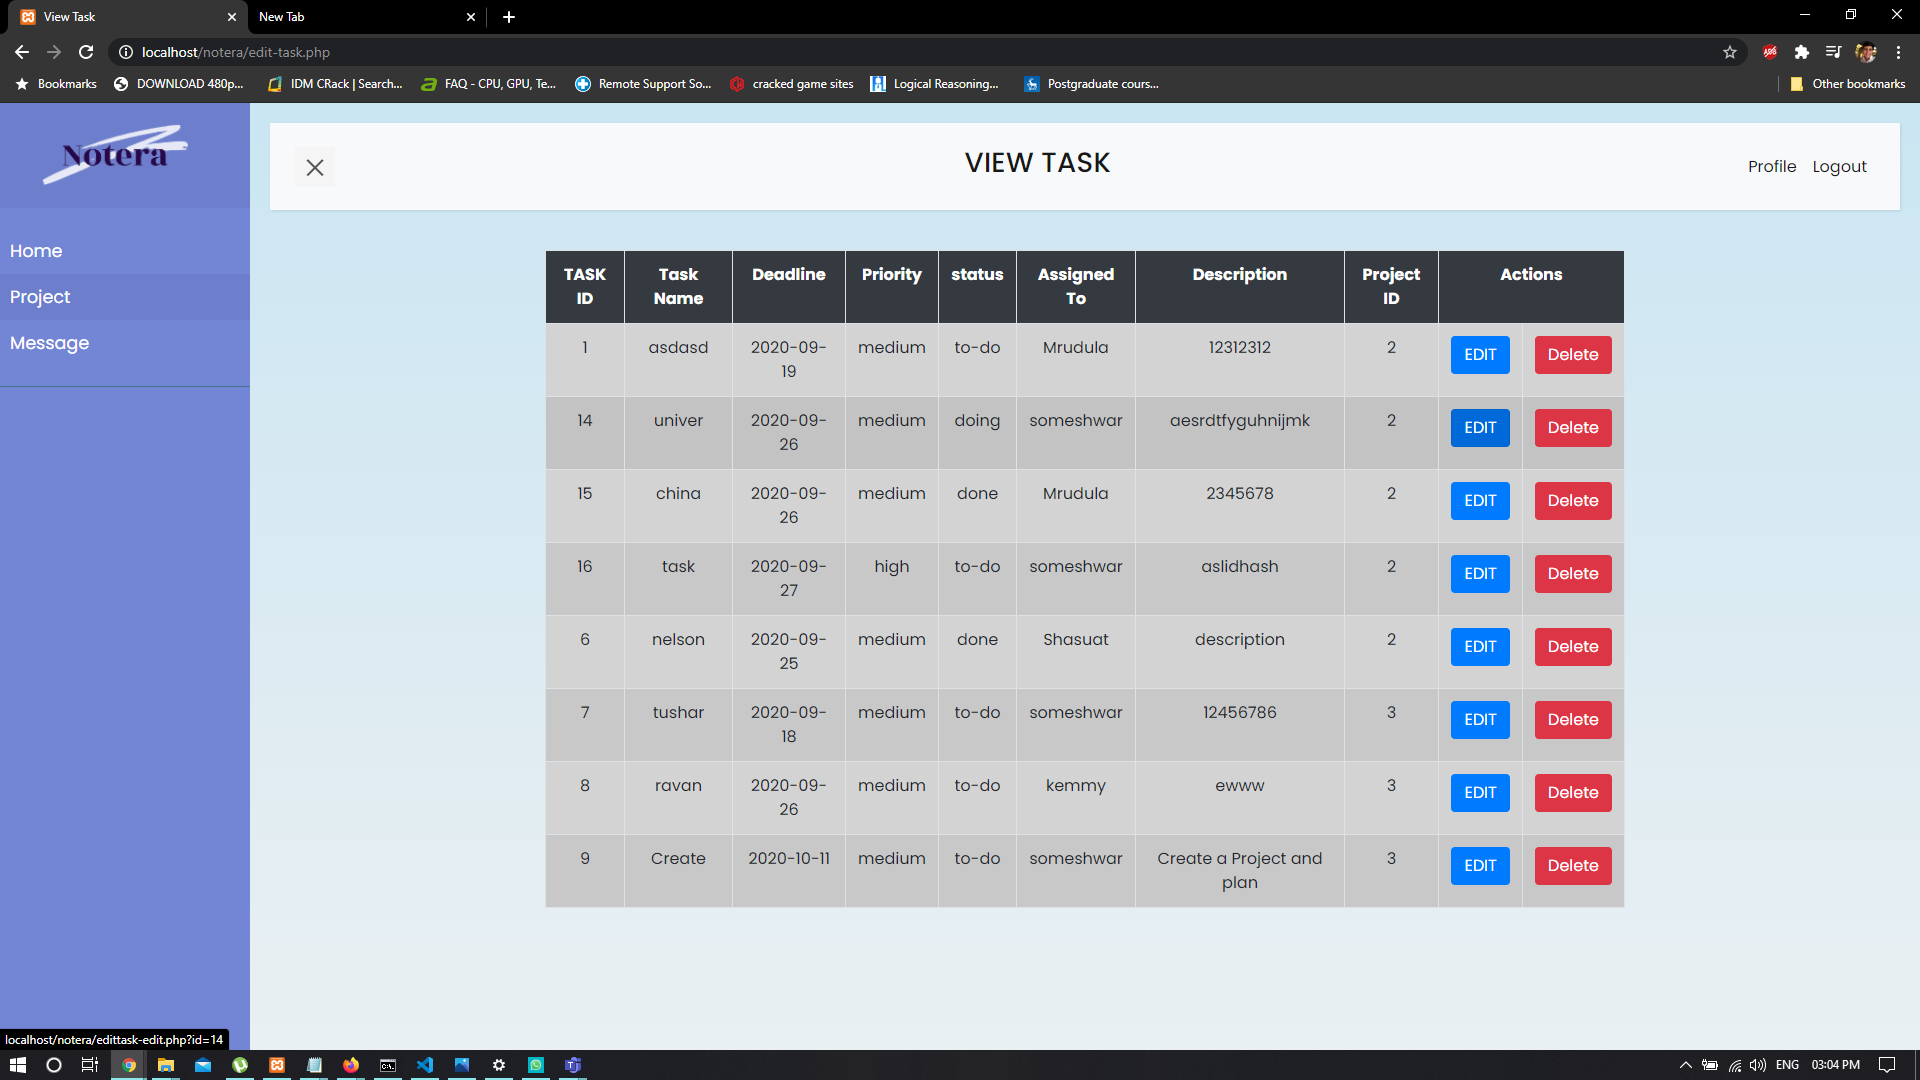 View Task
New Tab
localhost/notera/edit-task.php
Bookmarks
DOWNLOAD 480p...
IDM CRack | Search...
FAQ - CPU, GPU, Te...
Remote Support So...
cracked game sites
Logical Reasoning...
Postgraduate cours...
Other bookmarks
Notera
VIEW TASK
Profile Logout
Home
Project
Message
TASK ID Task Name Deadline Priority status Assigned To Description Project ID Actions
1 asdasd 2020-09-19 medium to-do Mrudula 12312312 2 EDIT Delete
14 univer 2020-09-26 medium doing someshwar aesrdtfyguhnijmk 2 EDIT Delete
15 china 2020-09-26 medium done Mrudula 2345678 2 EDIT Delete
16 task 2020-09-27 high to-do someshwar aslidhash 2 EDIT Delete
6 nelson 2020-09-25 medium done Shasuat description 2 EDIT Delete
7 tushar 2020-09-18 medium to-do someshwar 12456786 3 EDIT Delete
8 ravan 2020-09-26 medium to-do kemmy ewww 3 EDIT Delete
9 Create 2020-10-11 medium to-do someshwar Create a Project and plan 3 EDIT Delete
localhost/notera/edittask-edit.php?id=14
ENG 03:04 PM